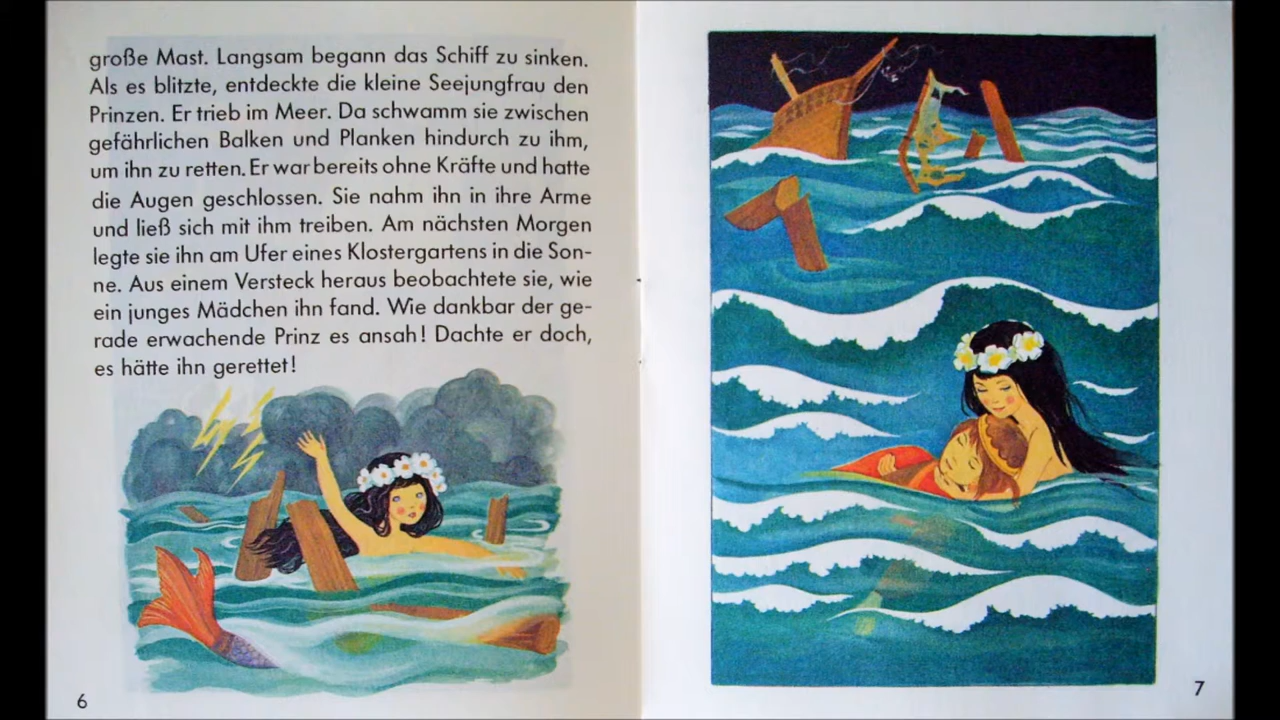 große Mast. Langsam begann das Schiff zu sinken.
Als es blitzte, entdeckte die kleine Seejungfrau den
Prinzen. Er trieb im Meer. Da schwamm sie zwischen
gefährlichen Balken und Planken hindurch zu ihm,
um ihn zu retten. Er war bereits ohne Kräfte und hatte
die Augen geschlossen. Sie nahm ihn in ihre Arme
und ließ sich mit ihm treiben. Am nächsten Morgen
legte sie ihn am Ufer eines Klostergartens in die Son-
ne. Aus einem Versteck heraus beobachtete sie, wie
ein junges Mädchen ihn fand. Wie dankbar der ge-
rade erwachende Prinz es ansah! Dachte er doch,
es hätte ihn gerettet!
6
7